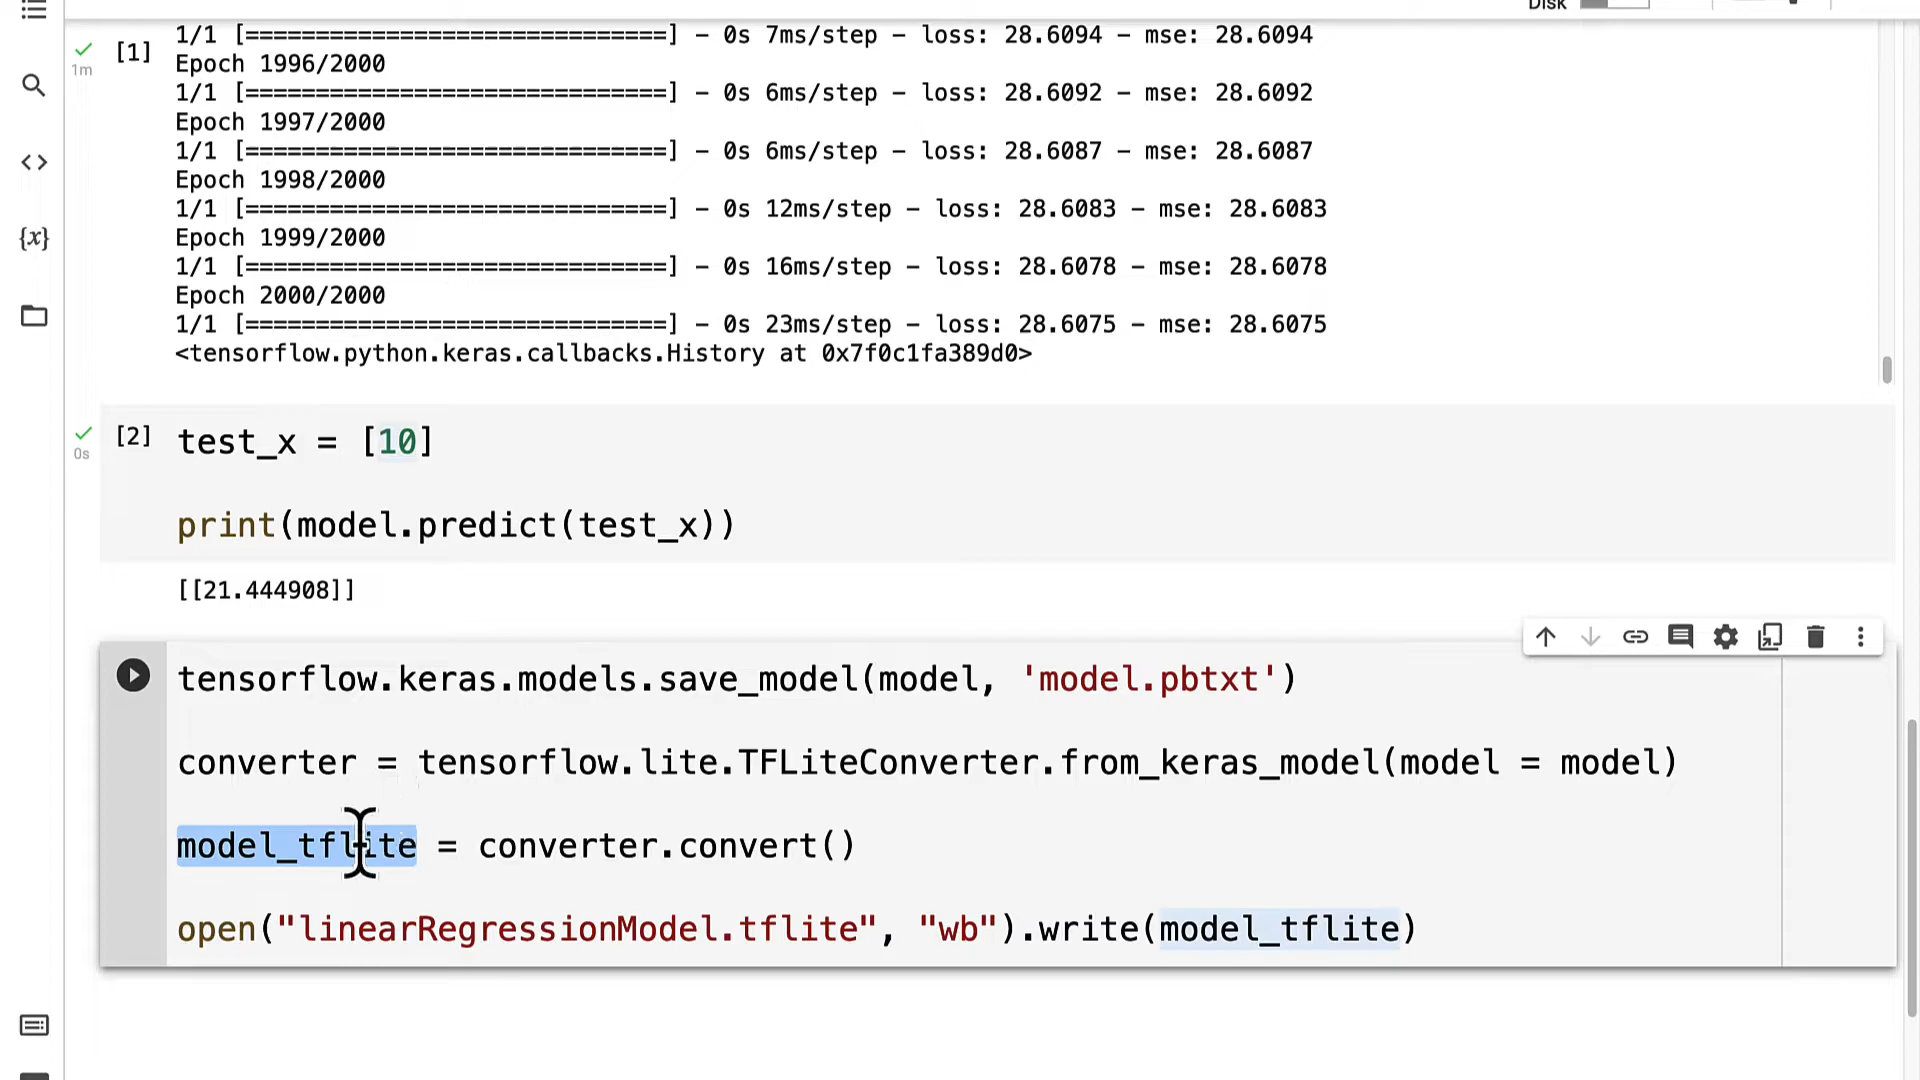 Disk
1/1 [==============================] - 0s 7ms/step - loss: 28.6094 - mse: 28.6094
[1]
1m
Epoch 1996/2000
1/1 [==============================] - 0s 6ms/step - loss: 28.6092 - mse: 28.6092
Epoch 1997/2000
1/1 [==============================] - 0s 6ms/step - loss: 28.6087 - mse: 28.6087
Epoch 1998/2000
1/1 [==============================] - 0s 12ms/step - loss: 28.6083 - mse: 28.6083
Epoch 1999/2000
1/1 [==============================] - 0s 16ms/step - loss: 28.6078 - mse: 28.6078
Epoch 2000/2000
1/1 [==============================] - 0s 23ms/step - loss: 28.6075 - mse: 28.6075
<tensorflow.python.keras.callbacks.History at 0x7f0c1fa389d0>
[2] test_x = [10]
0s
print(model.predict(test_x))
[[21.444908]]
tensorflow.keras.models.save_model(model, 'model.pbtxt')
converter = tensorflow.lite.TFLiteConverter.from_keras_model(model = model)
model_tflite = converter.convert()
open("linearRegressionModel.tflite", "wb").write(model_tflite)